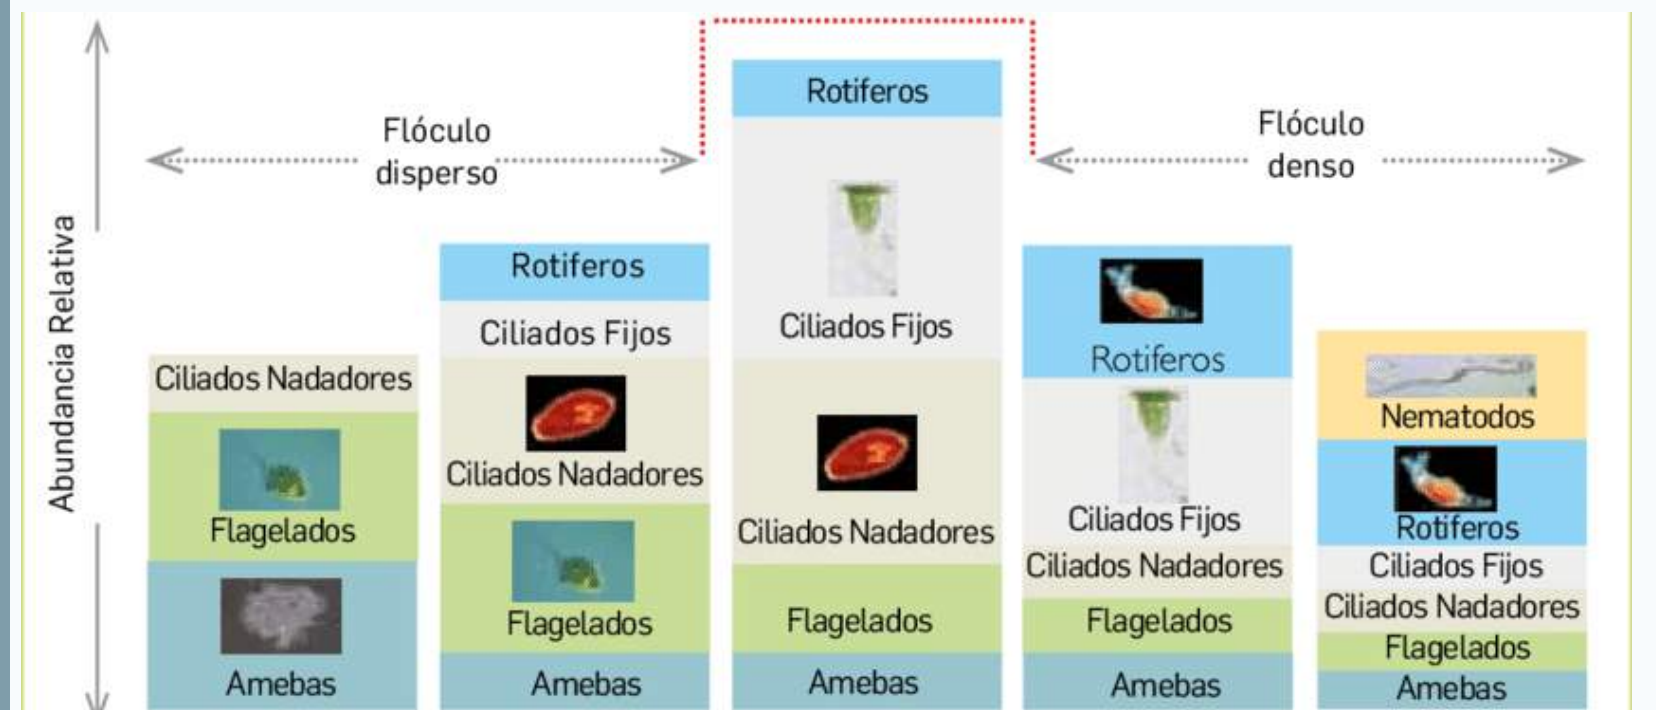 Abundancia Relativa
Flóculo
disperso
Flóculo
denso
Ciliados Nadadores
Flagelados
Amebas
Rotiferos
Ciliados Fijos
Ciliados Nadadores
Flagelados
Amebas
Rotiferos
Ciliados Fijos
Ciliados Nadadores
Flagelados
Amebas
Rotiferos
Ciliados Fijos
Ciliados Nadadores
Flagelados
Amebas
Nematodos
Rotiferos
Ciliados Fijos
Ciliados Nadadores
Flagelados
Amebas